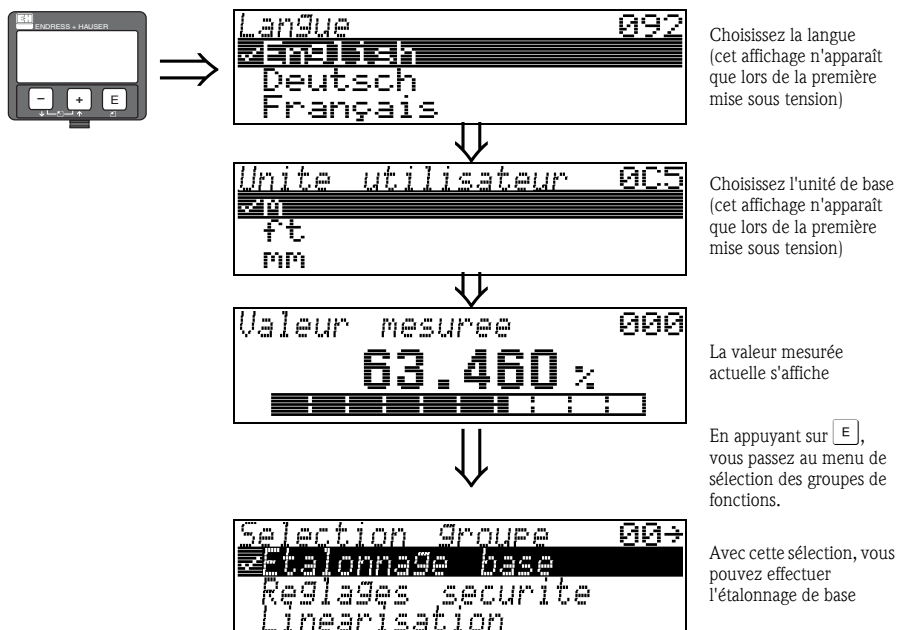 ENDRESS + HAUSER
E
Langue 092
English
Deutsch
Français
Choisissez la langue
(cet affichage n'apparaît
que lors de la première
mise sous tension)
Unite utilisateur 0C5
m
ft
mm
Choisissez l'unité de base
(cet affichage n'apparaît
que lors de la première
mise sous tension)
Valeur mesuree 000
63.460 %
La valeur mesurée
actuelle s'affiche
En appuyant sur E,
vous passez au menu de
sélection des groupes de
fonctions.
Selection groupe 00→
Etalonnage base
Reglages securite
Linearisation
Avec cette sélection, vous
pouvez effectuer
l'étalonnage de base